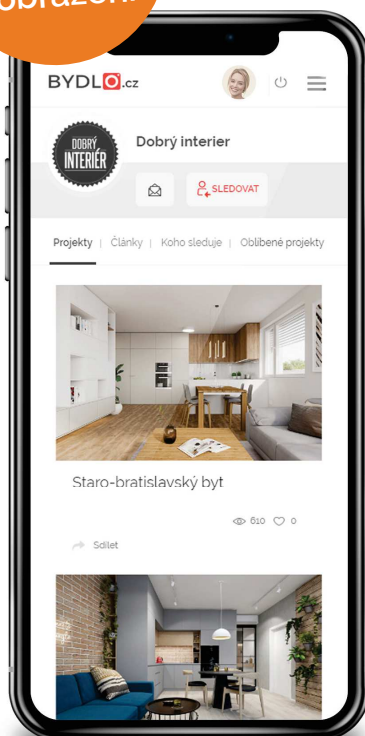 BYDLO.cz
DOBRÝ
INTERIÉR
Dobrý interier
SLEDOVAT
Projekty | Články | Koho sleduje | Oblíbené projekty
Staro-bratislavský byt
610 0
Sdílet